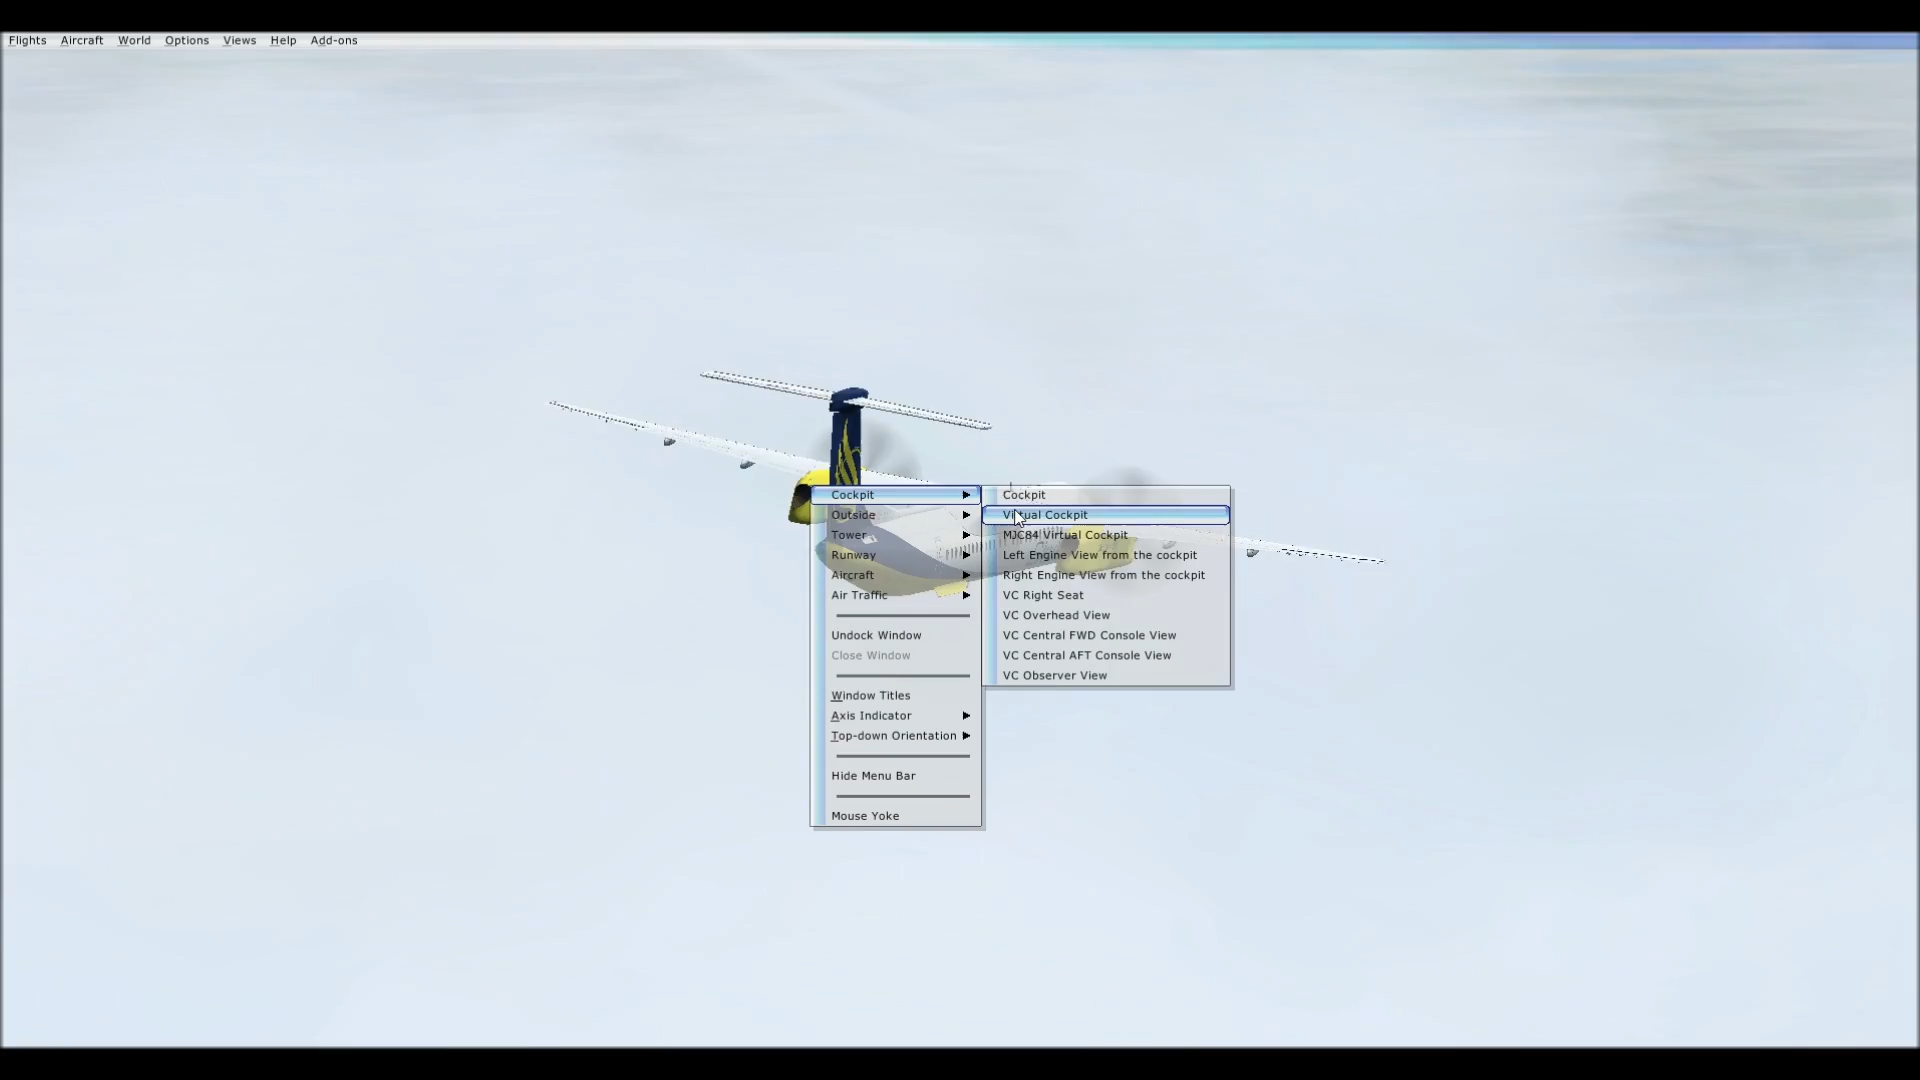 Flights Aircraft World Options Views Help Add-ons
Cockpit
Outside
Tower
Runway
Aircraft
Air Traffic
Undock Window
Close Window
Window Titles
Axis Indicator
Top-down Orientation
Hide Menu Bar
Mouse Yoke
Cockpit
Virtual Cockpit
MJC84 Virtual Cockpit
Left Engine View from the cockpit
Right Engine View from the cockpit
VC Right Seat
VC Overhead View
VC Central FWD Console View
VC Central AFT Console View
VC Observer View